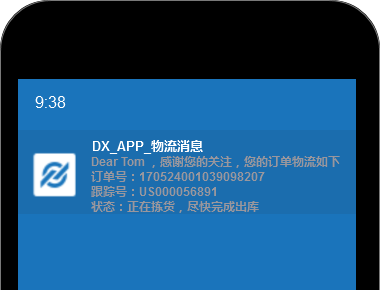 9:38
DX_APP_物流消息
Dear Tom ，感谢您的关注，您的订单物流如下
订单号：170524001039098207
跟踪号：US000056891
状态：正在拣货，尽快完成出库